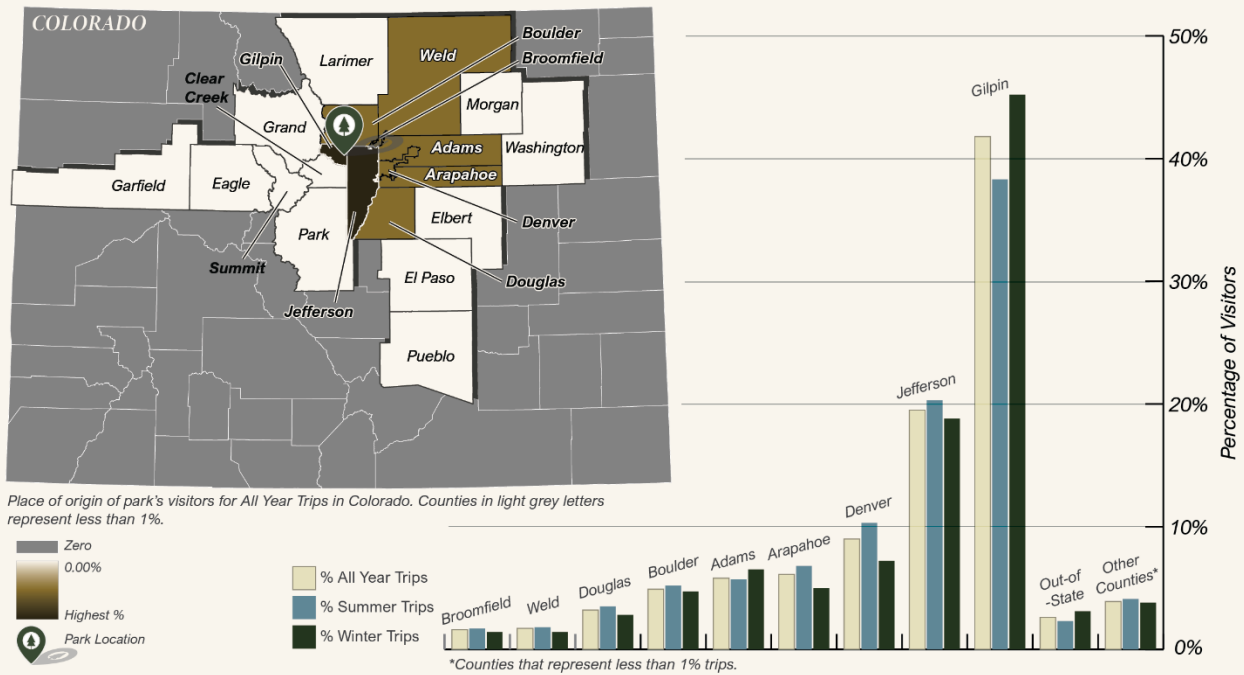 COLORADO
Boulder
Broomfield
Gilpin
Larimer
Weld
Clear
Creek
Morgan
Grand
Adams
Washington
Arapahoe
Garfield
Eagle
Elbert
Denver
Park
Summit
El Paso
Douglas
Jefferson
Pueblo
Place of origin of park's visitors for All Year Trips in Colorado. Counties in light grey letters
represent less than 1%.
Zero
0.00%
Highest %
Park Location
% All Year Trips
% Summer Trips
% Winter Trips
Broomfield
Weld
Douglas
Boulder
Adams
Arapahoe
Denver
Jefferson
Gilpin
Out-of
-State
Other
Counties*
50%
40%
30%
20%
10%
0%
Percentage of Visitors
*Counties that represent less than 1% trips.